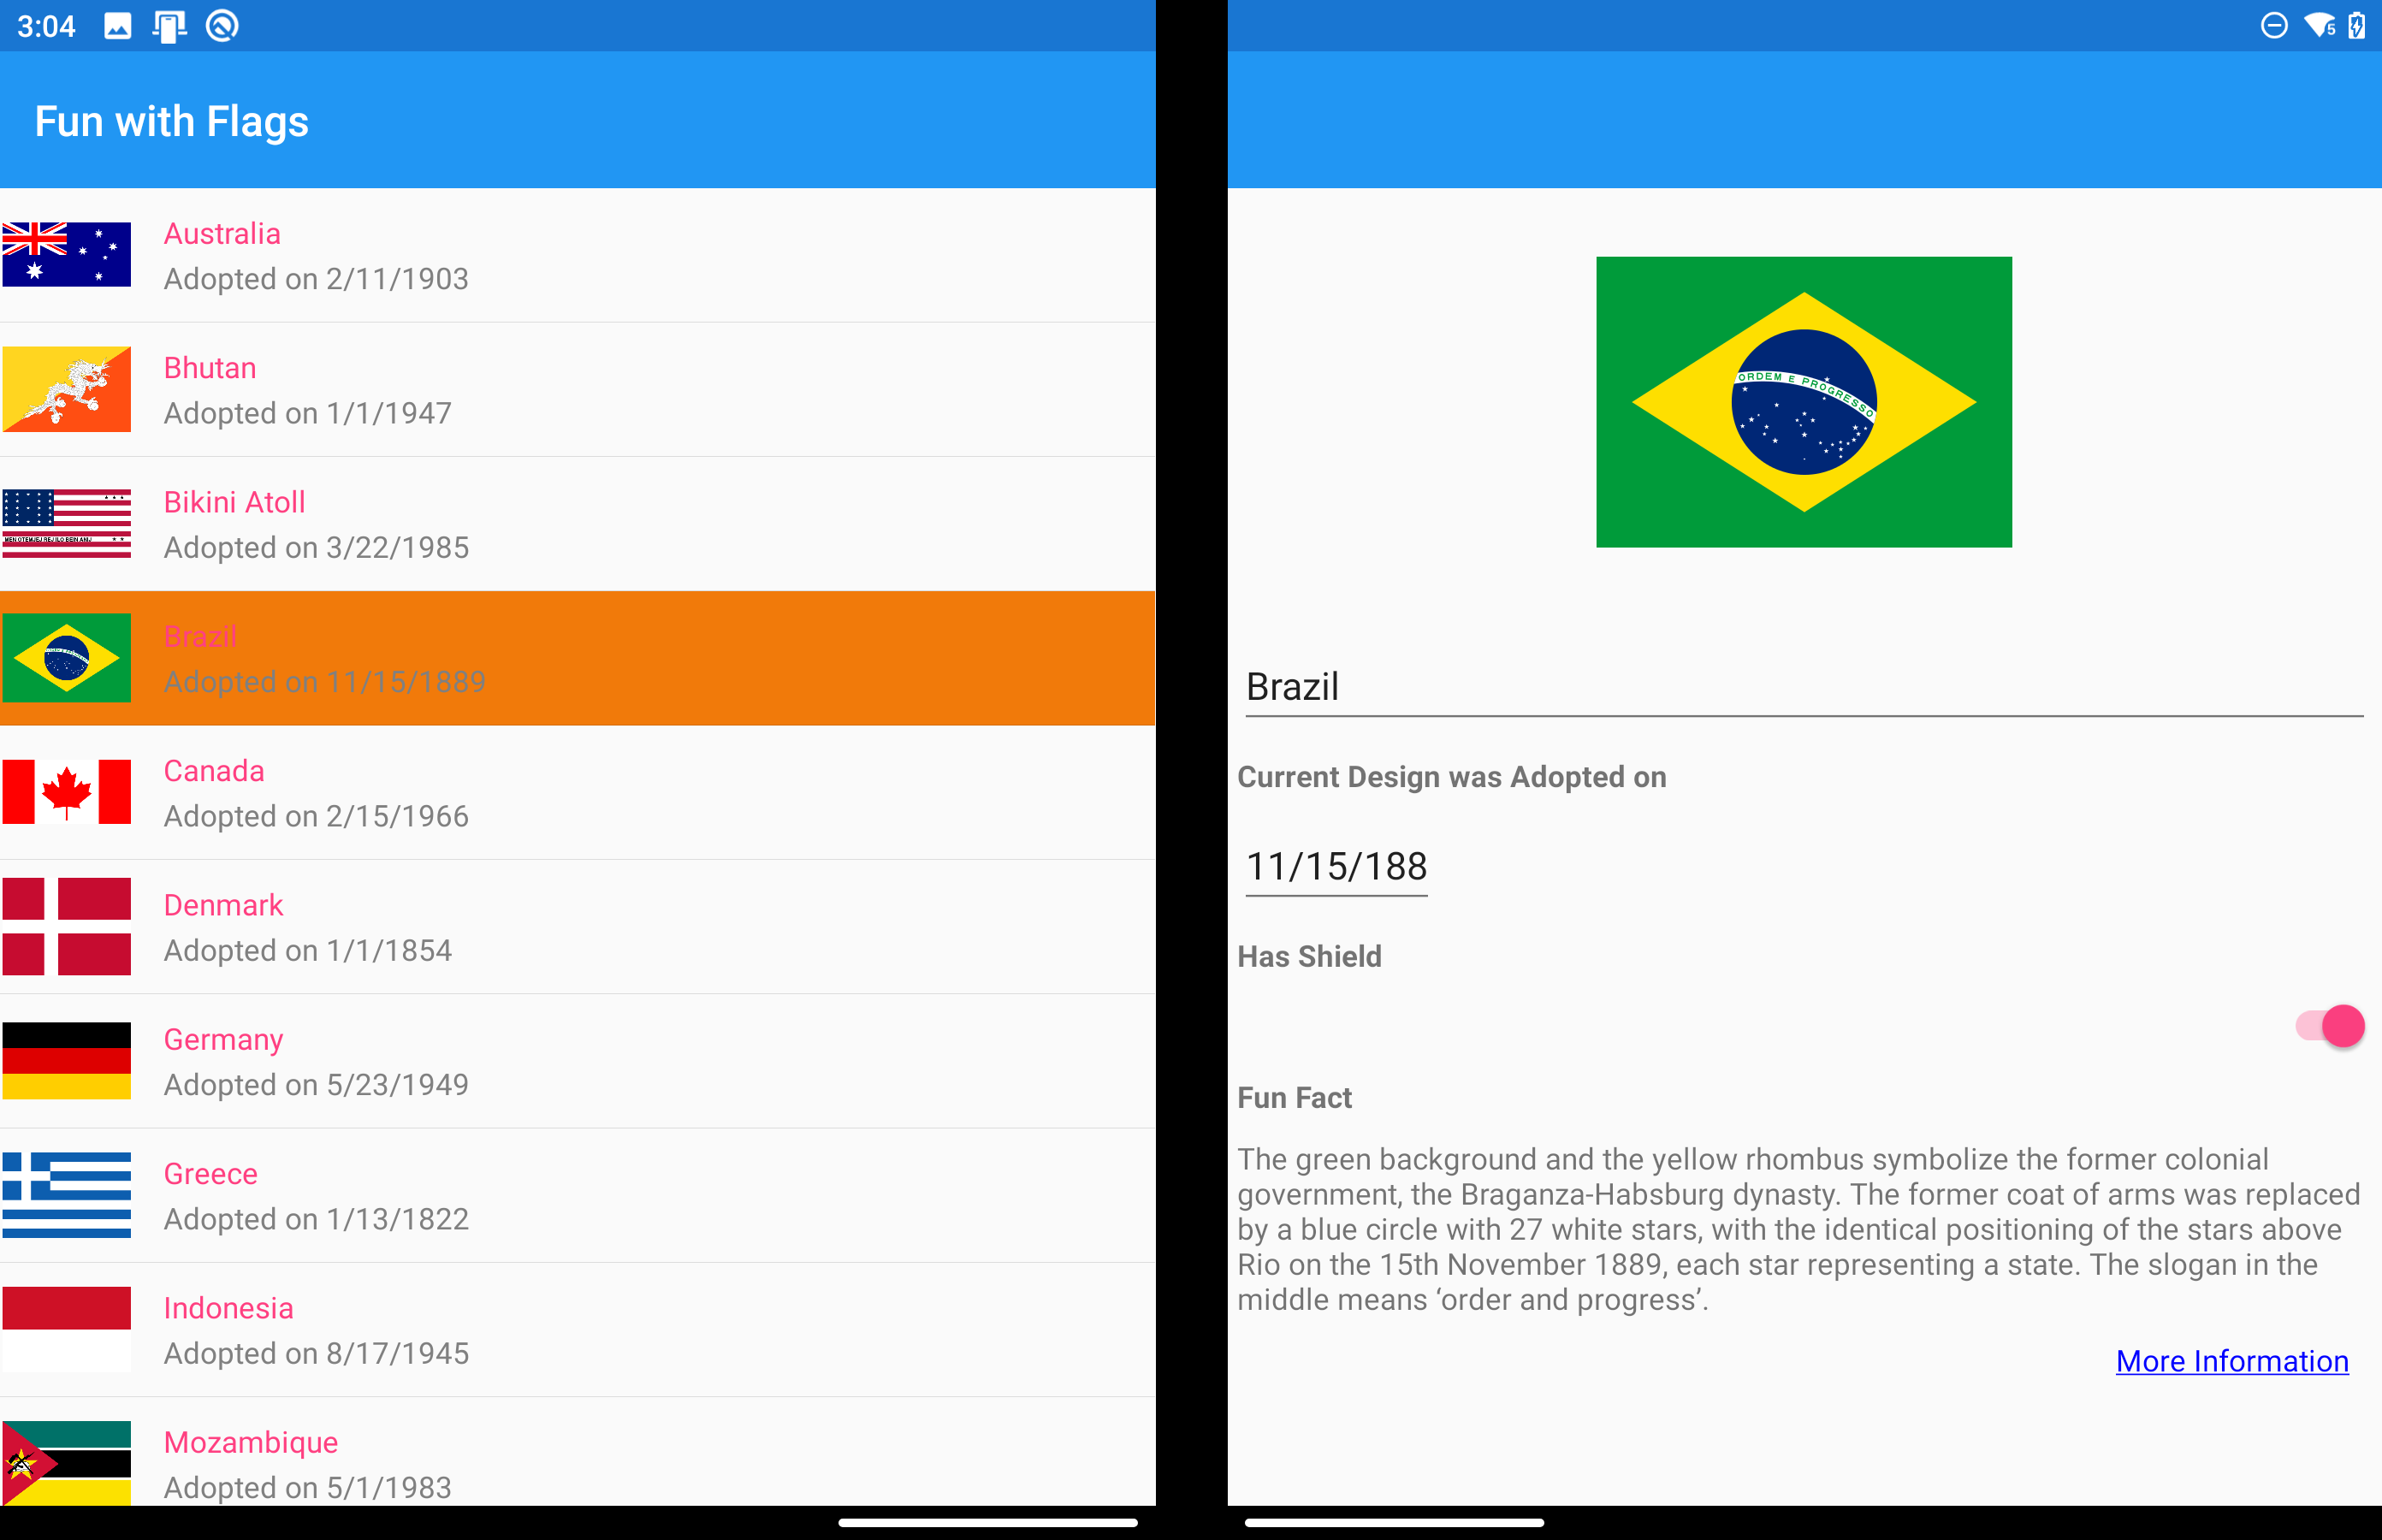 3:04
5
Fun with Flags
Australia
Adopted on 2/11/1903
Bhutan
Adopted on 1/1/1947
MEN OTEMJEJ REJ ILO BEIN ANIJ
Bikini Atoll
Adopted on 3/22/1985
Brazil
Adopted on 11/15/1889
Canada
Adopted on 2/15/1966
Denmark
Adopted on 1/1/1854
Germany
Adopted on 5/23/1949
Greece
Adopted on 1/13/1822
Indonesia
Adopted on 8/17/1945
Mozambique
Adopted on 5/1/1983
ORDEM E PROGRESSO
Brazil
Current Design was Adopted on
11/15/188
Has Shield
Fun Fact
The green background and the yellow rhombus symbolize the former colonial
government, the Braganza-Habsburg dynasty. The former coat of arms was replaced
by a blue circle with 27 white stars, with the identical positioning of the stars above
Rio on the 15th November 1889, each star representing a state. The slogan in the
middle means ‘order and progress’.
More Information